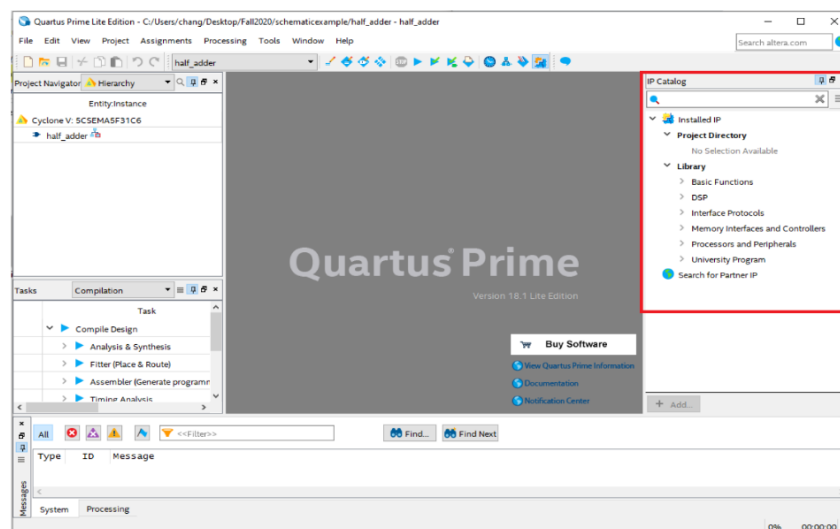 Quartus Prime Lite Edition - C:/Users/chang/Desktop/Fall2020/schematicexample/half_adder - half_adder
File Edit View Project Assignments Processing Tools Window Help
Search altera.com
half_adder
Project Navigator Hierarchy
Entity:Instance
Cyclone V: 5CSEMA5F31C6
half_adder
Tasks Compilation
Task
Compile Design
Analysis & Synthesis
Fitter (Place & Route)
Assembler (Generate programm
Timing Analysis
Quartus Prime
Version 18.1 Lite Edition
Buy Software
View Quartus Prime Information
Documentation
Notification Center
IP Catalog
Installed IP
Project Directory
No Selection Available
Library
Basic Functions
DSP
Interface Protocols
Memory Interfaces and Controllers
Processors and Peripherals
University Program
Search for Partner IP
+ Add...
All <<Filter>> Find... Find Next
Type ID Message
Messages
System Processing
0% 00:00:00